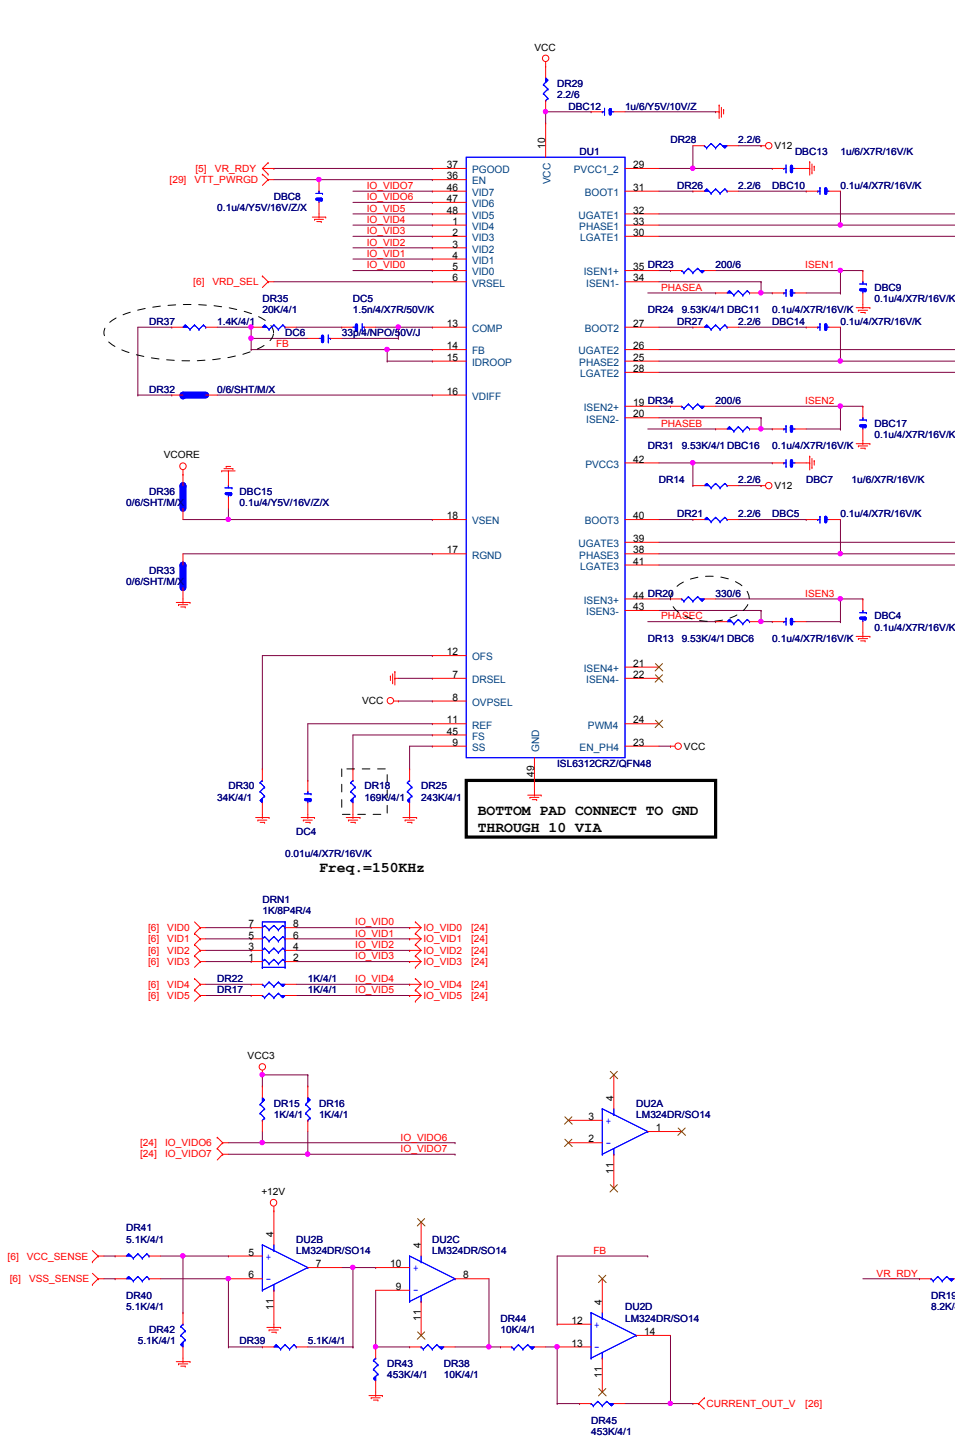 VCC
DR29
2.2/6
DBC12 1u/6/Y5V/10V/Z
10
VCC
DU1
DR28 2.2/6
V12
DBC13 1u/6/X7R/16V/K
[5] VR_RDY 37 PGOOD
[29] VTT_PWRGD 36 EN
DBC8
0.1u/4/Y5V/16V/Z/X
IO_VIDO7 46 VID7
IO_VIDO6 47 VID6
IO_VID5 48 VID5
IO_VID4 1 VID4
IO_VID3 2 VID3
IO_VID2 3 VID2
IO_VID1 4 VID1
IO_VID0 5 VID0
[6] VRD_SEL 6 VRSEL
PVCC1_2 29
BOOT1 31 DR26 2.2/6 DBC10 0.1u/4/X7R/16V/K
UGATE1 32
PHASE1 33
LGATE1 30
ISEN1+ 35 DR23 200/6 ISEN1
ISEN1- 34
PHASEA
DBC9
0.1u/4/X7R/16V/K
DR24 9.53K/4/1 DBC11 0.1u/4/X7R/16V/K
DR35
20K/4/1
DC5
1.5n/4/X7R/50V/K
DR37 1.4K/4/1
DC6 33p/4/NPO/50V/J
FB
13 COMP
14 FB
15 IDROOP
DR32 0/6/SHT/M/X 16 VDIFF
BOOT2 27 DR27 2.2/6 DBC14 0.1u/4/X7R/16V/K
UGATE2 26
PHASE2 25
LGATE2 28
ISEN2+ 19 DR34 200/6 ISEN2
ISEN2- 20
PHASEB
DBC17
0.1u/4/X7R/16V/K
DR31 9.53K/4/1 DBC16 0.1u/4/X7R/16V/K
VCORE
DR36
0/6/SHT/M/X
DBC15
0.1u/4/Y5V/16V/Z/X
18 VSEN
17 RGND
DR33
0/6/SHT/M/X
PVCC3 42
DR14 2.2/6 V12 DBC7 1u/6/X7R/16V/K
BOOT3 40 DR21 2.2/6 DBC5 0.1u/4/X7R/16V/K
UGATE3 39
PHASE3 38
LGATE3 41
ISEN3+ 44 DR20 330/6 ISEN3
ISEN3- 43
PHASEC
DBC4
0.1u/4/X7R/16V/K
DR13 9.53K/4/1 DBC6 0.1u/4/X7R/16V/K
12 OFS
7 DRSEL
VCC 8 OVPSEL
11 REF
45 FS
9 SS
ISEN4+ 21
ISEN4- 22
PWM4 24
EN_PH4 23 VCC
GND
49
ISL6312CRZ/QFN48
DR30
34K/4/1
DC4
0.01u/4/X7R/16V/K
DR18
169K/4/1
DR25
243K/4/1
Freq.=150KHz
BOTTOM PAD CONNECT TO GND
THROUGH 10 VIA
DRN1
1K/8P4R/4
[6] VID0 7 8 IO_VID0 IO_VID0 [24]
[6] VID1 5 6 IO_VID1 IO_VID1 [24]
[6] VID2 3 4 IO_VID2 IO_VID2 [24]
[6] VID3 1 2 IO_VID3 IO_VID3 [24]
[6] VID4 DR22 1K/4/1 IO_VID4 IO_VID4 [24]
[6] VID5 DR17 1K/4/1 IO_VID5 IO_VID5 [24]
VCC3
DR15
1K/4/1
DR16
1K/4/1
[24] IO_VIDO6 IO_VIDO6
[24] IO_VIDO7 IO_VIDO7
DU2A
LM324DR/SO14
4
3 +
2 -
1
11
+12V
DR41
5.1K/4/1
[6] VCC_SENSE
[6] VSS_SENSE
DR40
5.1K/4/1
DR42
5.1K/4/1
DU2B
LM324DR/SO14
4
5 +
6 -
7
11
DR39 5.1K/4/1
DU2C
LM324DR/SO14
4
10 +
9 -
8
11
DR43
453K/4/1
DR38
10K/4/1
DR44
10K/4/1
FB
DU2D
LM324DR/SO14
4
12 +
13 -
14
11
DR45
453K/4/1
CURRENT_OUT_V [26]
VR_RDY
DR19
8.2K/